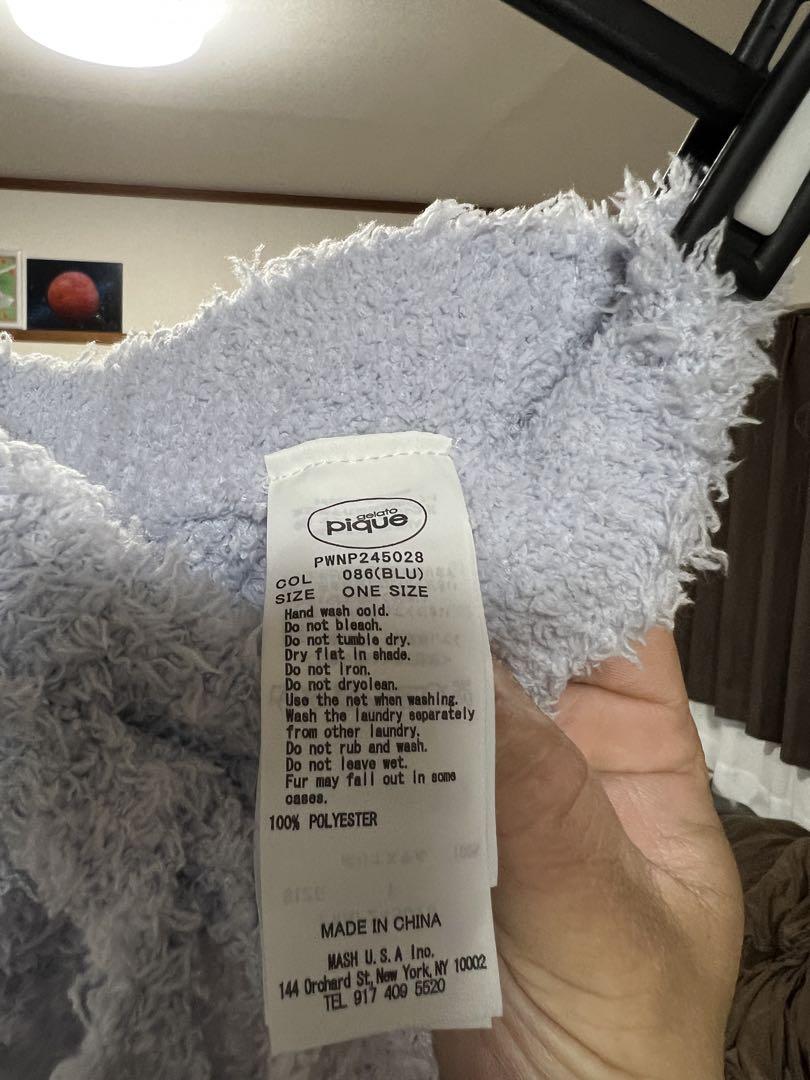 gelato
pique
PWNP245028
COL 086(BLU)
SIZE ONE SIZE
Hand wash cold.
Do not bleach.
Do not tumble dry.
Dry flat in shade.
Do not iron.
Do not dryclean.
Use the net when washing.
Wash the laundry separately
from other laundry.
Do not rub and wash.
Do not leave wet.
Fur may fall out in some
cases.
100% POLYESTER
MADE IN CHINA
MASH U.S.A Inc.
144 Orchard St, New York, NY 10002
TEL 917 409 5520